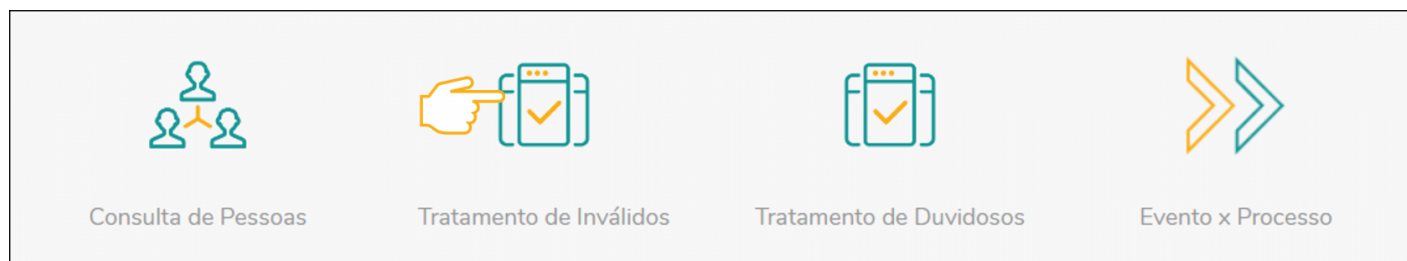 Consulta de Pessoas
Tratamento de Inválidos
Tratamento de Duvidosos
Evento x Processo